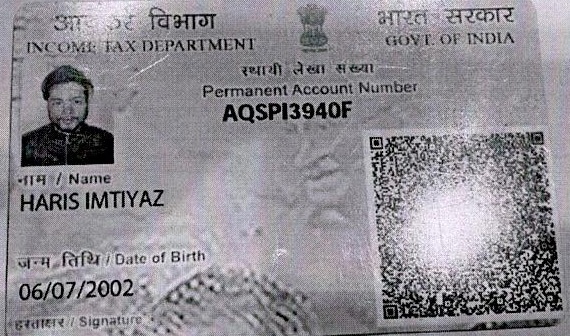 आयकर विभाग
INCOME TAX DEPARTMENT
भारत सरकार
GOVT. OF INDIA
स्थायी लेखा संख्या
Permanent Account Number
AQSPI3940F
नाम / Name
HARIS IMTIYAZ
जन्म तिथि / Date of Birth
06/07/2002
हस्ताक्षर / Signature